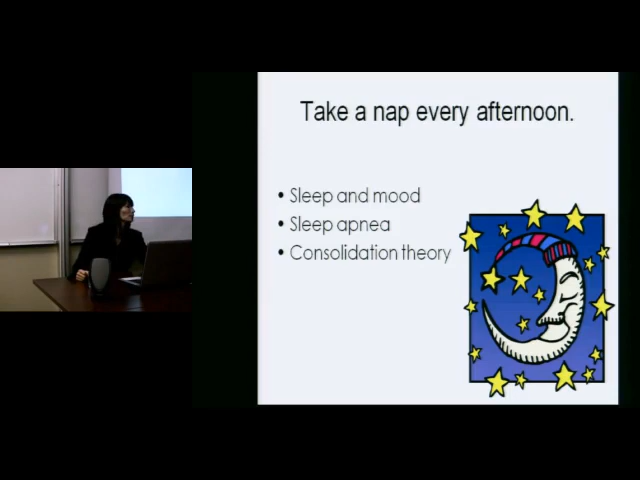 Take a nap every afternoon.
• Sleep and mood
• Sleep apnea
• Consolidation theory